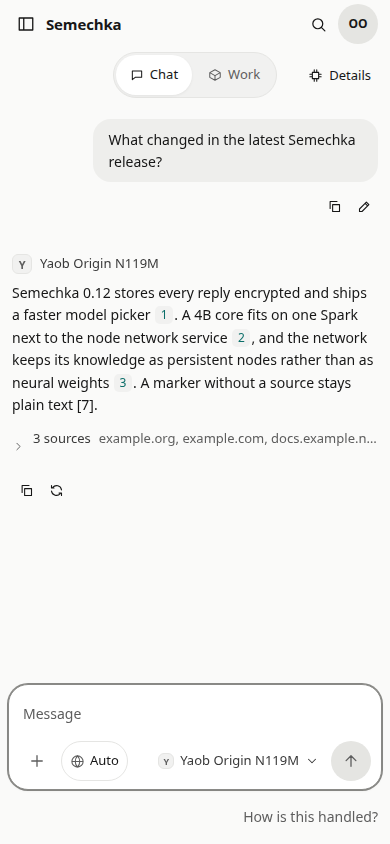 Semechka
OO
Chat
Work
Details
What changed in the latest Semechka
release?
Y Yaob Origin N119M
Semechka 0.12 stores every reply encrypted and ships
a faster model picker 1 . A 4B core fits on one Spark
next to the node network service 2 , and the network
keeps its knowledge as persistent nodes rather than as
neural weights 3 . A marker without a source stays
plain text [7].
3 sources example.org, example.com, docs.example.n...
Message
Auto
Y Yaob Origin N119M
How is this handled?